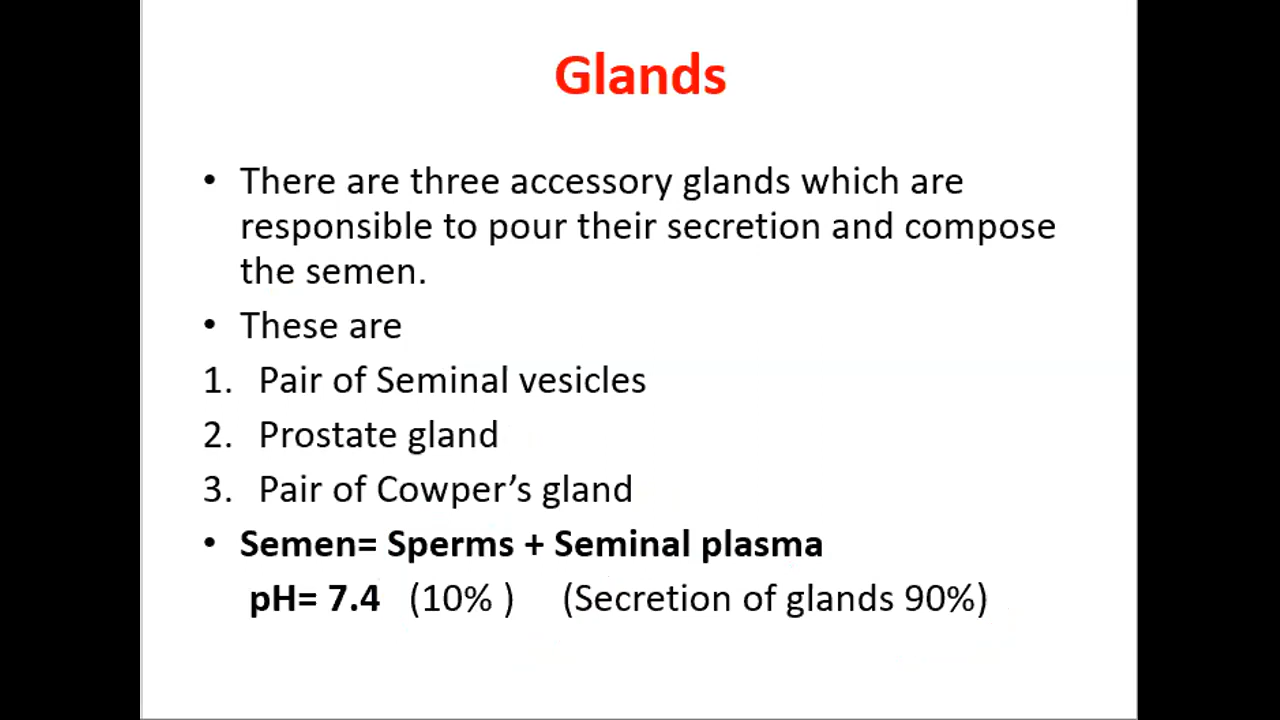 Glands
• There are three accessory glands which are
responsible to pour their secretion and compose
the semen.
• These are
1. Pair of Seminal vesicles
2. Prostate gland
3. Pair of Cowper’s gland
• Semen= Sperms + Seminal plasma
pH= 7.4 (10% ) (Secretion of glands 90%)